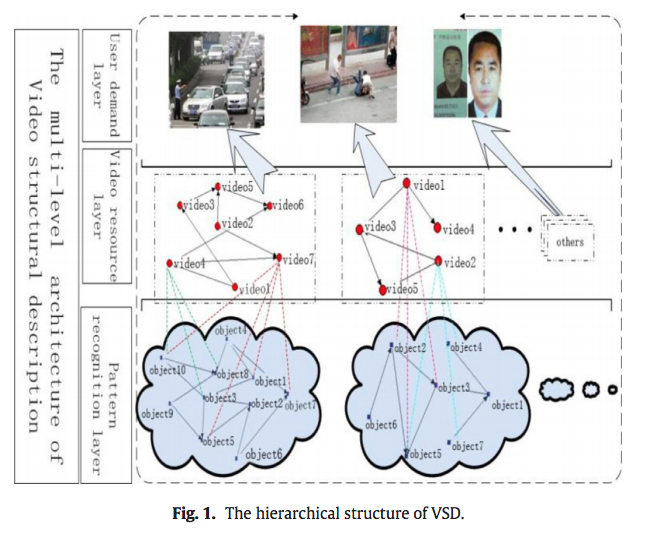 The multi-level architecture of
Video structural description
User demand
layer
Video resource
layer
Pattern
recognition layer
video5
video3
video6
video2
video4
video7
video1
video1
video3
video4
video2
video5
others
object4
object10
object8
object1
object3
object2
object7
object9
object5
object6
object2
object4
object3
object1
object6
object5
object7
Fig. 1. The hierarchical structure of VSD.